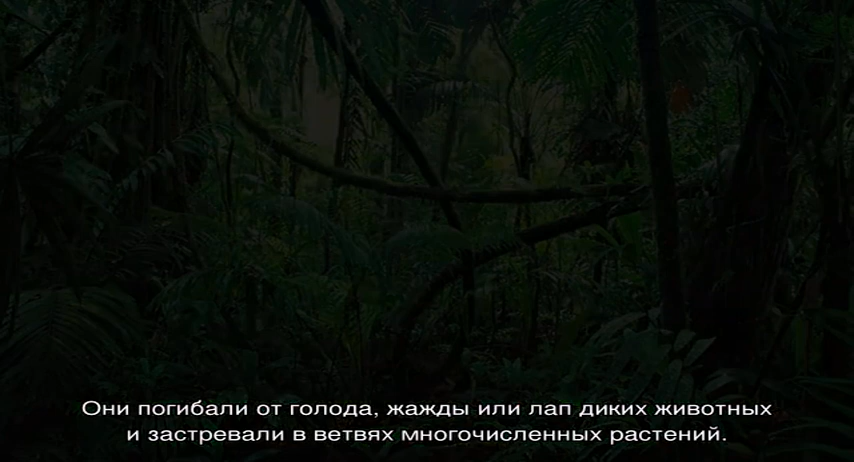 Они погибали от голода, жажды или лап диких животных
и застревали в ветвях многочисленных растений.